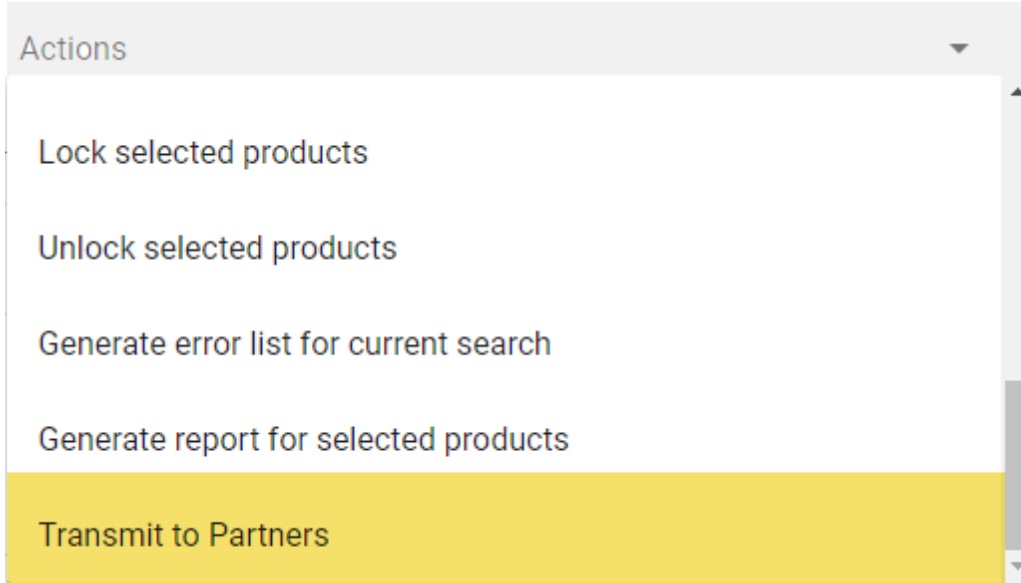 Actions
Lock selected products
Unlock selected products
Generate error list for current search
Generate report for selected products
Transmit to Partners